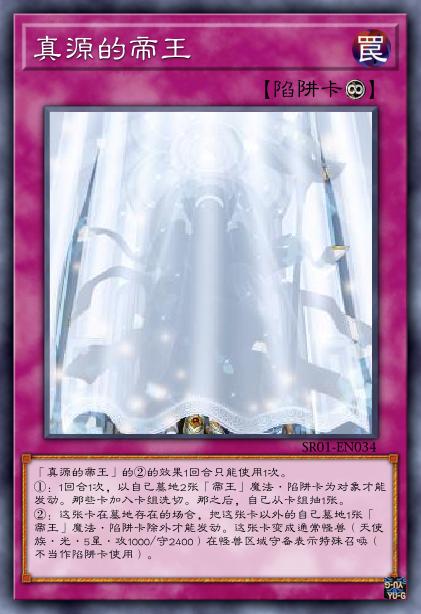 真源的帝王
罠
【陷阱卡♾】
SR01-EN034
「真源的帝王」的②的效果1回合只能使用1次。
①：1回合1次，以自己墓地2张「帝王」魔法·陷阱卡为对象才能
发动。那些卡加入卡组洗切。那之后，自己从卡组抽1张。
②：这张卡在墓地存在的场合，把这张卡以外的自己墓地1张「
帝王」魔法·陷阱卡除外才能发动。这张卡变成通常怪兽（天使
族·光·5星·攻1000/守2400）在怪兽区域守备表示特殊召唤（
不当作陷阱卡使用）。